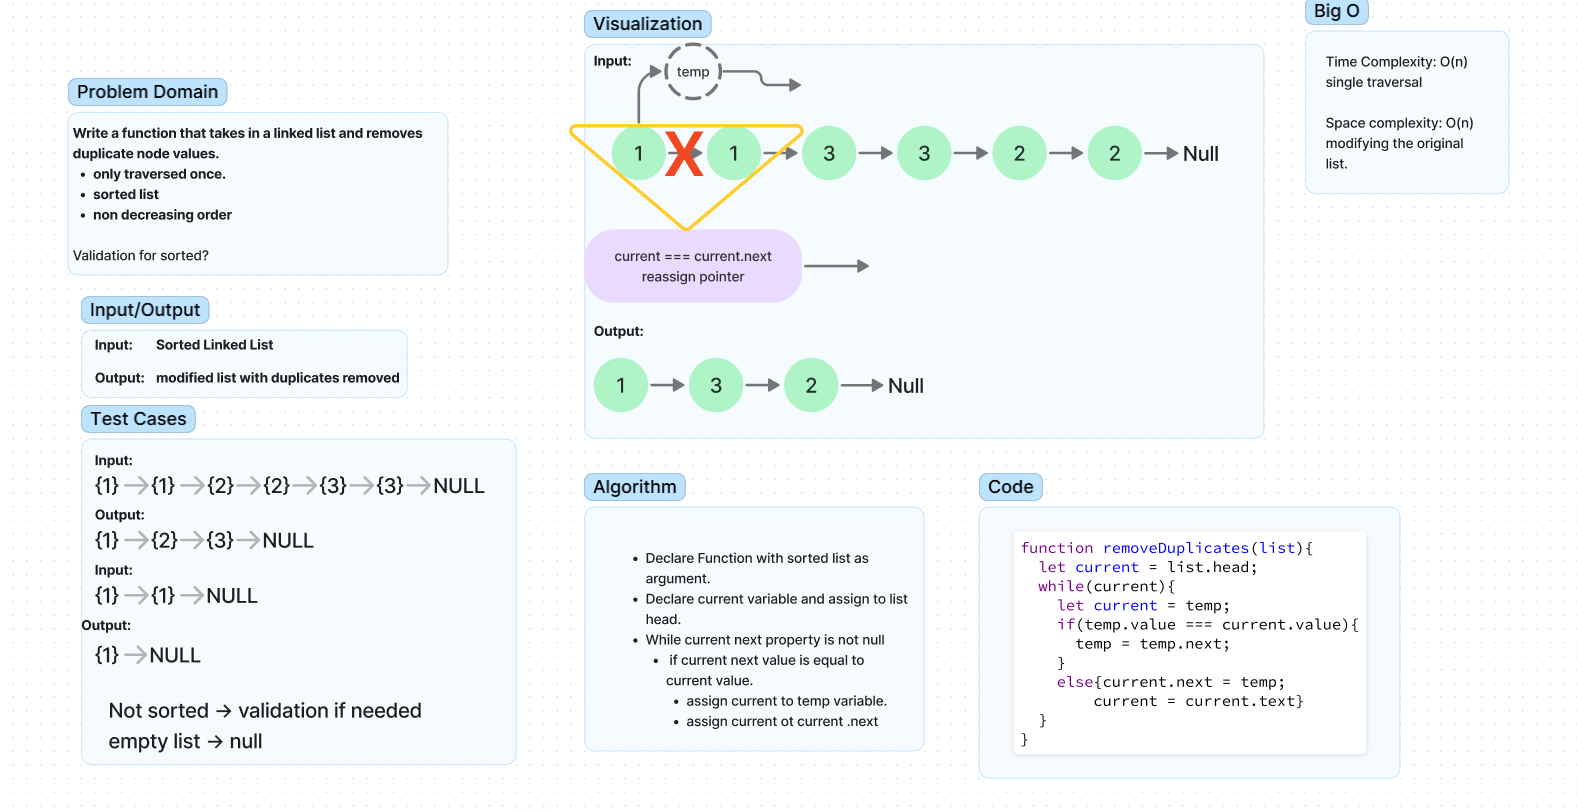 Problem Domain
Write a function that takes in a linked list and removes
duplicate node values.
• only traversed once.
• sorted list
• non decreasing order
Validation for sorted?
Input/Output
Input: Sorted Linked List
Output: modified list with duplicates removed
Test Cases
Input:
{1} → {1} → {2} → {2} → {3} → {3} → NULL
Output:
{1} → {2} → {3} → NULL
Input:
{1} → {1} → NULL
Output:
{1} → NULL
Not sorted → validation if needed
empty list → null
Visualization
Input:
temp
1 X 1 → 3 → 3 → 2 → 2 → Null
current === current.next
reassign pointer
Output:
1 → 3 → 2 → Null
Algorithm
• Declare Function with sorted list as
argument.
• Declare current variable and assign to list
head.
• While current next property is not null
• if current next value is equal to
current value.
• assign current to temp variable.
• assign current ot current .next
Code
function removeDuplicates(list){
let current = list.head;
while(current){
let current = temp;
if(temp.value === current.value){
temp = temp.next;
}
else{current.next = temp;
current = current.text}
}
}
Big O
Time Complexity: O(n)
single traversal
Space complexity: O(n)
modifying the original
list.